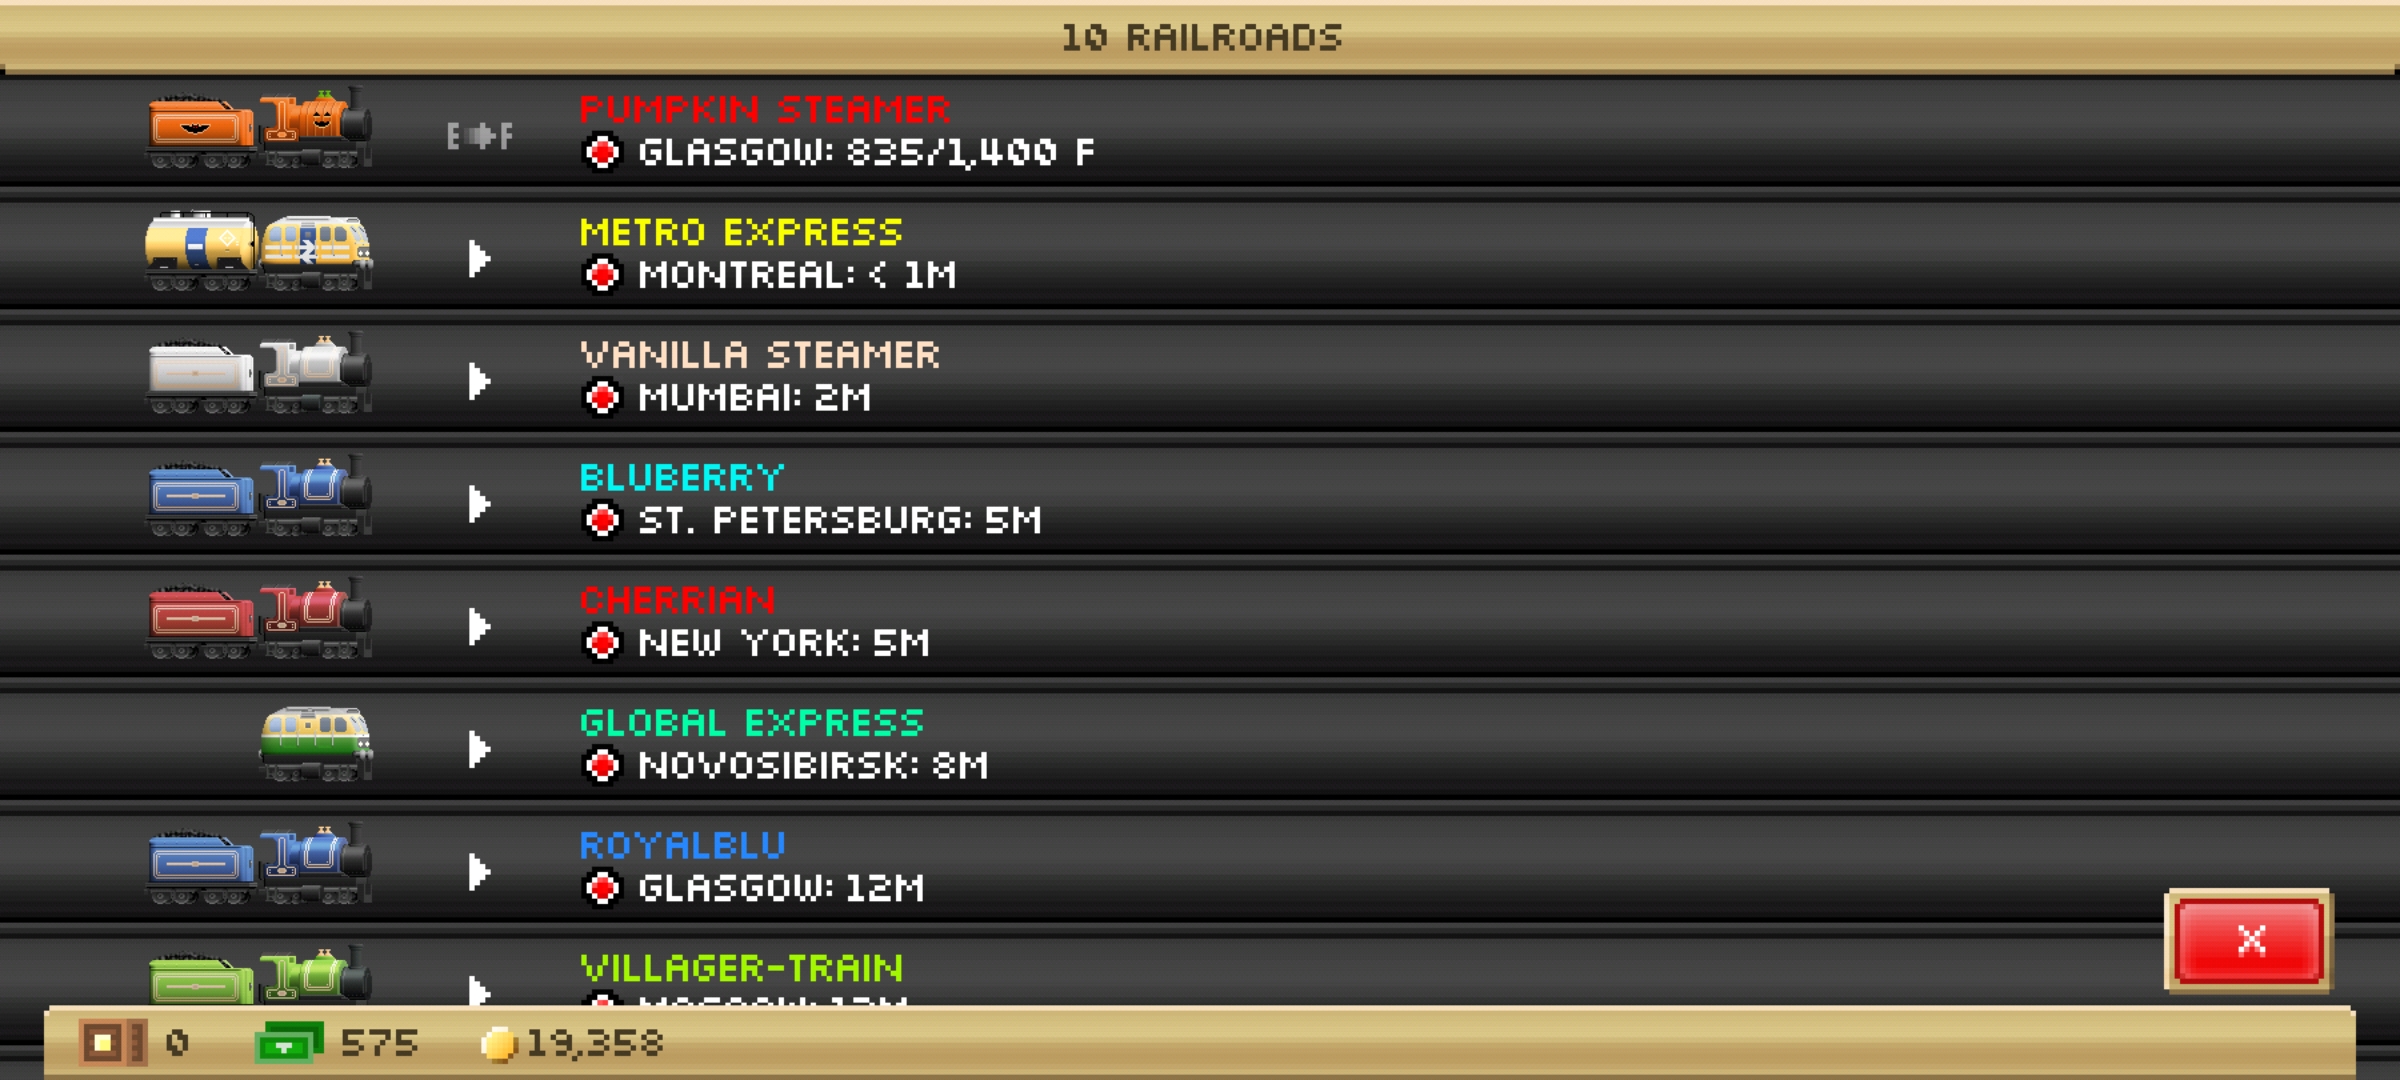 10 RAILROADS
E F
PUMPKIN STEAMER
GLASGOW: 835/1,400 F
METRO EXPRESS
MONTREAL: < 1M
VANILLA STEAMER
MUMBAI: 2M
BLUBERRY
ST. PETERSBURG: 5M
CHERRIAN
NEW YORK: 5M
GLOBAL EXPRESS
NOVOSIBIRSK: 8M
ROYALBLU
GLASGOW: 12M
VILLAGER-TRAIN
X
0 575 19,358